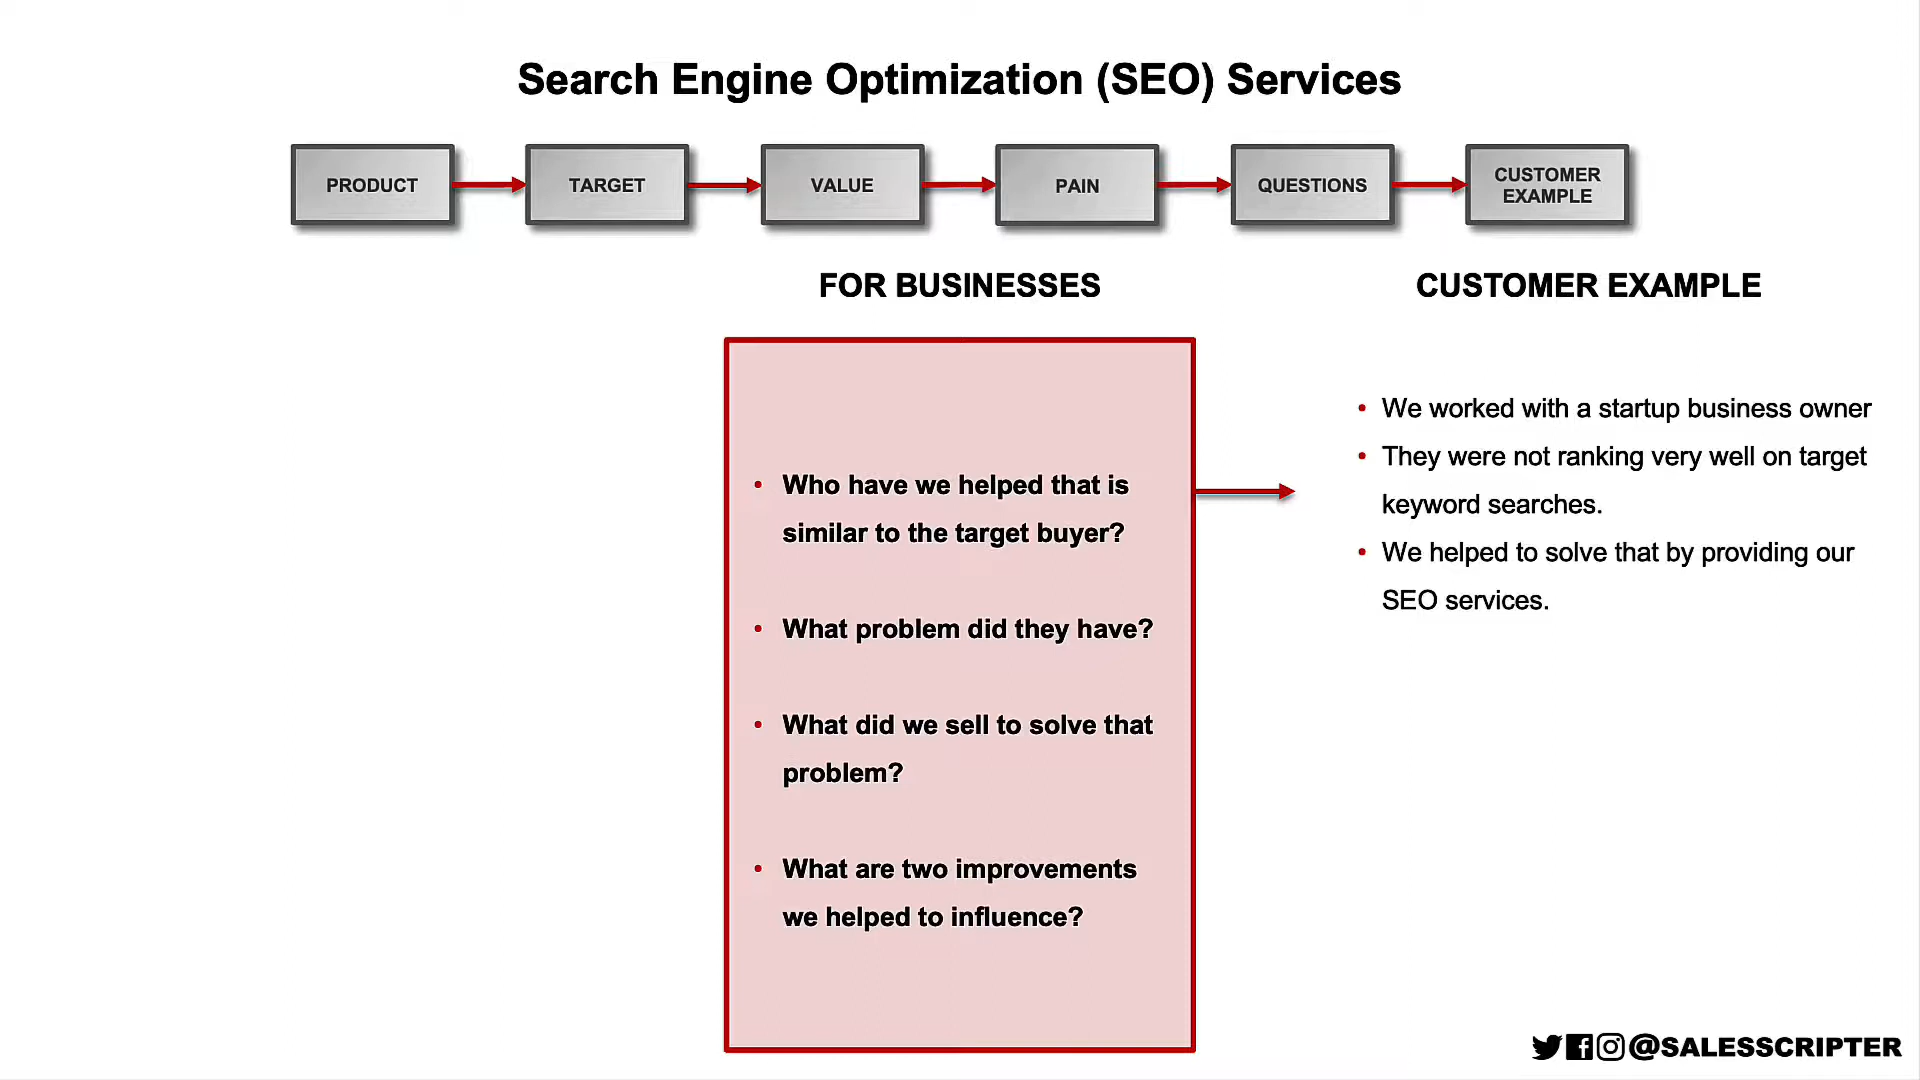 Search Engine Optimization (SEO) Services
PRODUCT
TARGET
VALUE
PAIN
QUESTIONS
CUSTOMER
EXAMPLE
FOR BUSINESSES
• Who have we helped that is
similar to the target buyer?
• What problem did they have?
• What did we sell to solve that
problem?
• What are two improvements
we helped to influence?
CUSTOMER EXAMPLE
• We worked with a startup business owner
• They were not ranking very well on target
keyword searches.
• We helped to solve that by providing our
SEO services.
@SALESSCRIPTER